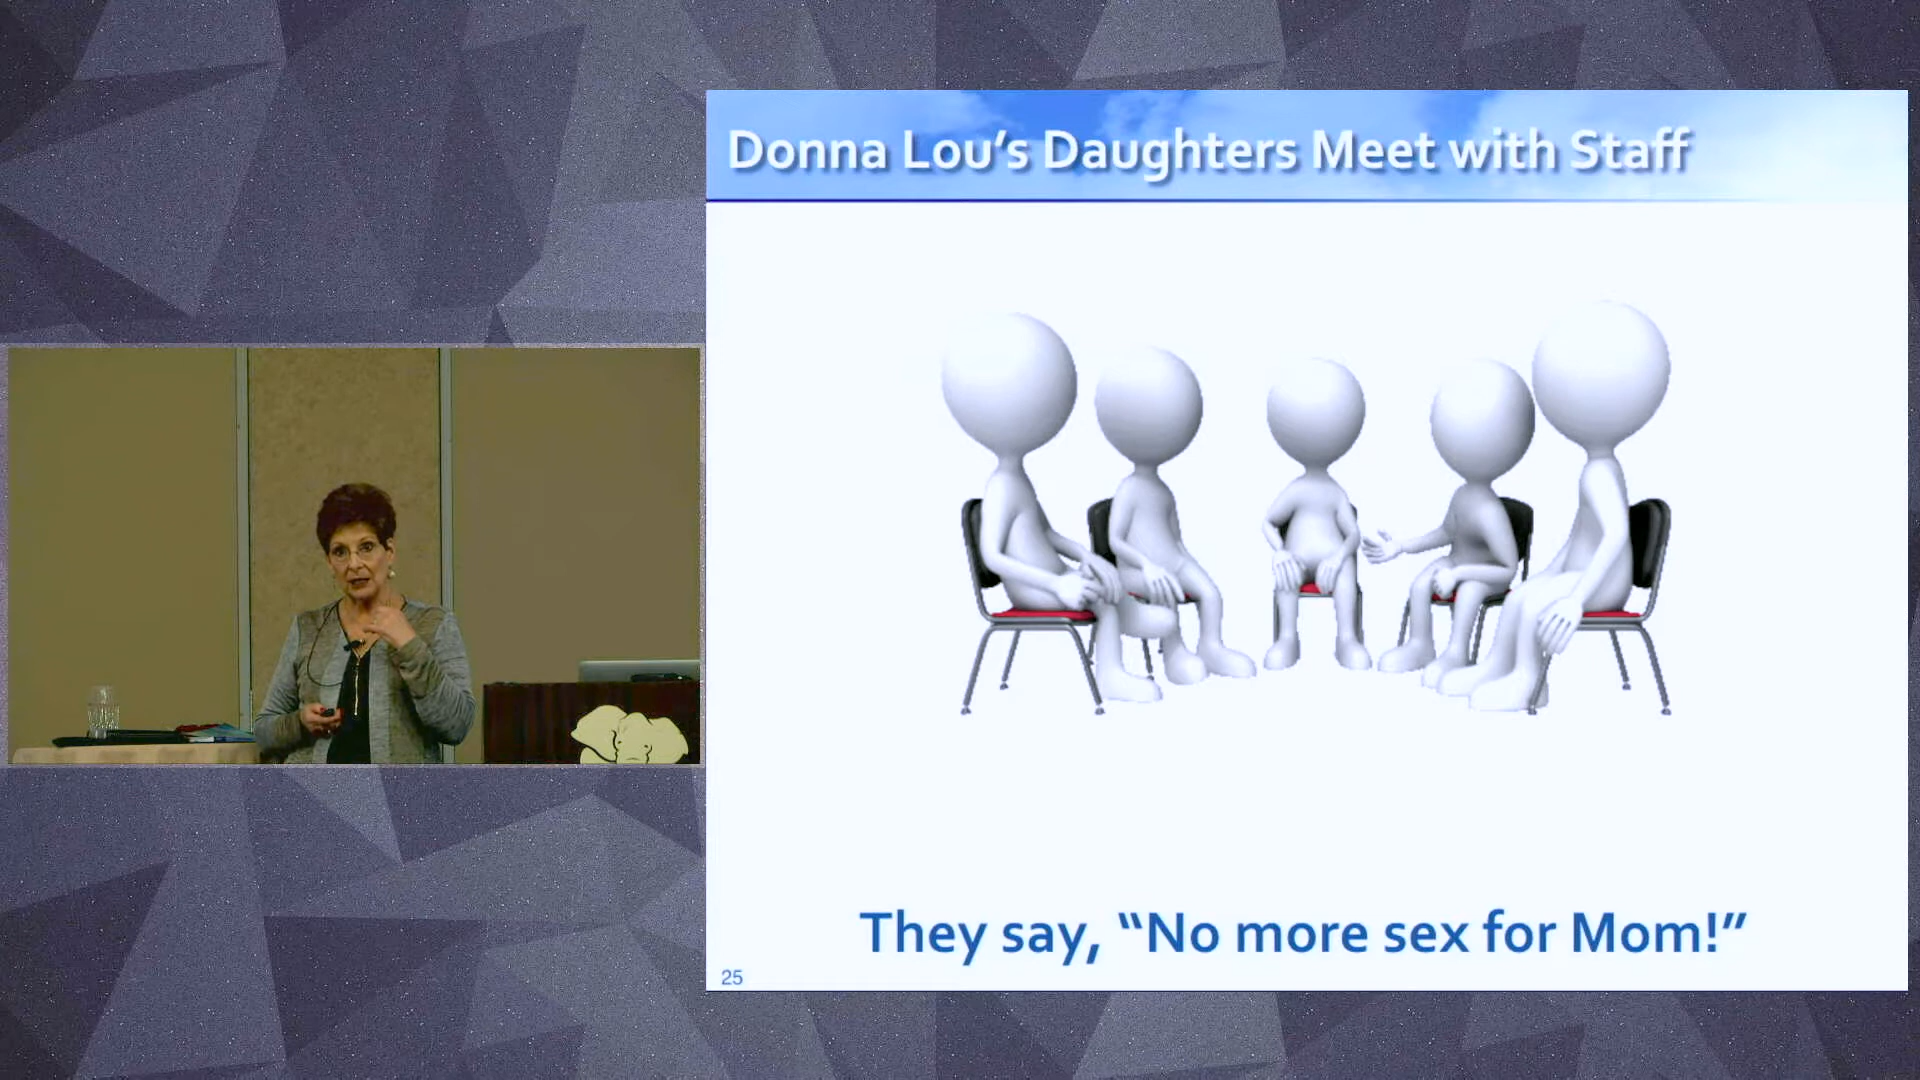 Donna Lou’s Daughters Meet with Staff
They say, “No more sex for Mom!”
25